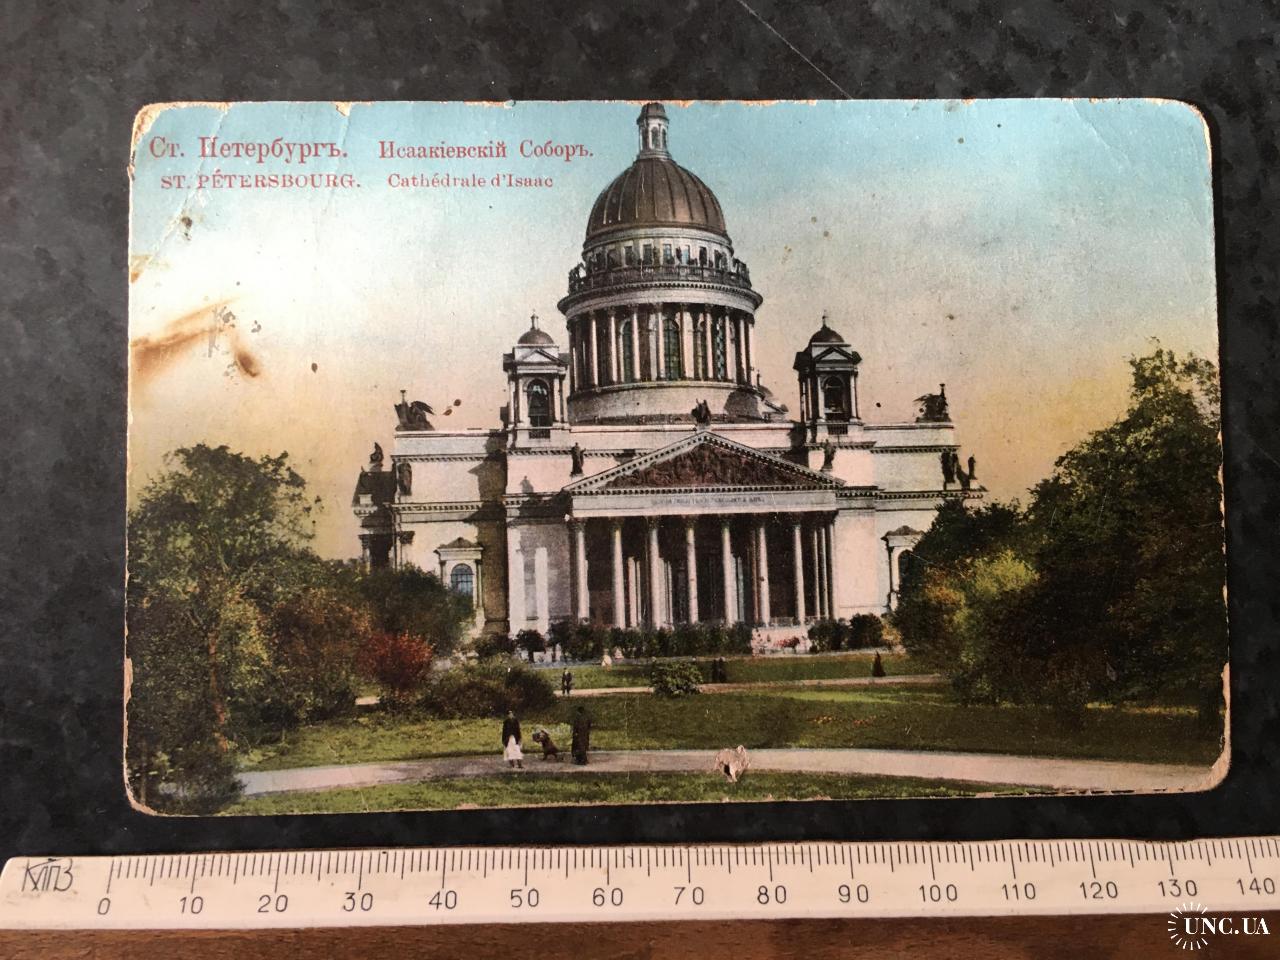 Ст. Петербургъ. Исаакіевскій Соборъ.
ST. PÉTERSBOURG. Cathédrale d'Isaac
КПВ
0 10 20 30 40 50 60 70 80 90 100 110 120 130 140
UNC.UA